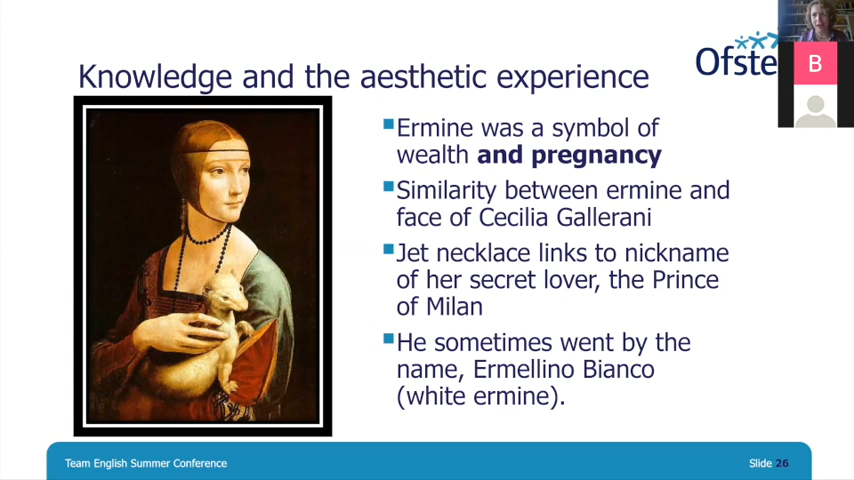 Ofste
Knowledge and the aesthetic experience
B
Ermine was a symbol of
wealth and pregnancy
Similarity between ermine and
face of Cecilia Gallerani
Jet necklace links to nickname
of her secret lover, the Prince
of Milan
He sometimes went by the
name, Ermellino Bianco
(white ermine).
Team English Summer Conference
Slide 26